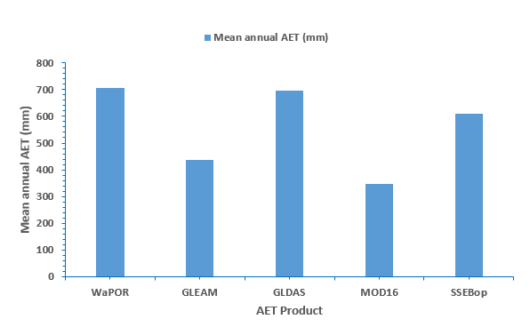 Mean annual AET (mm)
Mean annual AET (mm)
800
700
600
500
400
300
200
100
0
WaPOR GLEAM GLDAS MOD16 SSEBop
AET Product